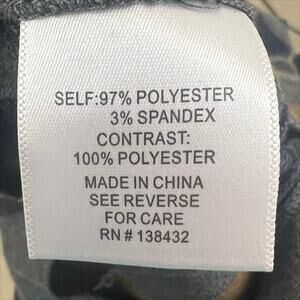 SELF:97% POLYESTER
3% SPANDEX
CONTRAST:
100% POLYESTER
MADE IN CHINA
SEE REVERSE
FOR CARE
RN # 138432